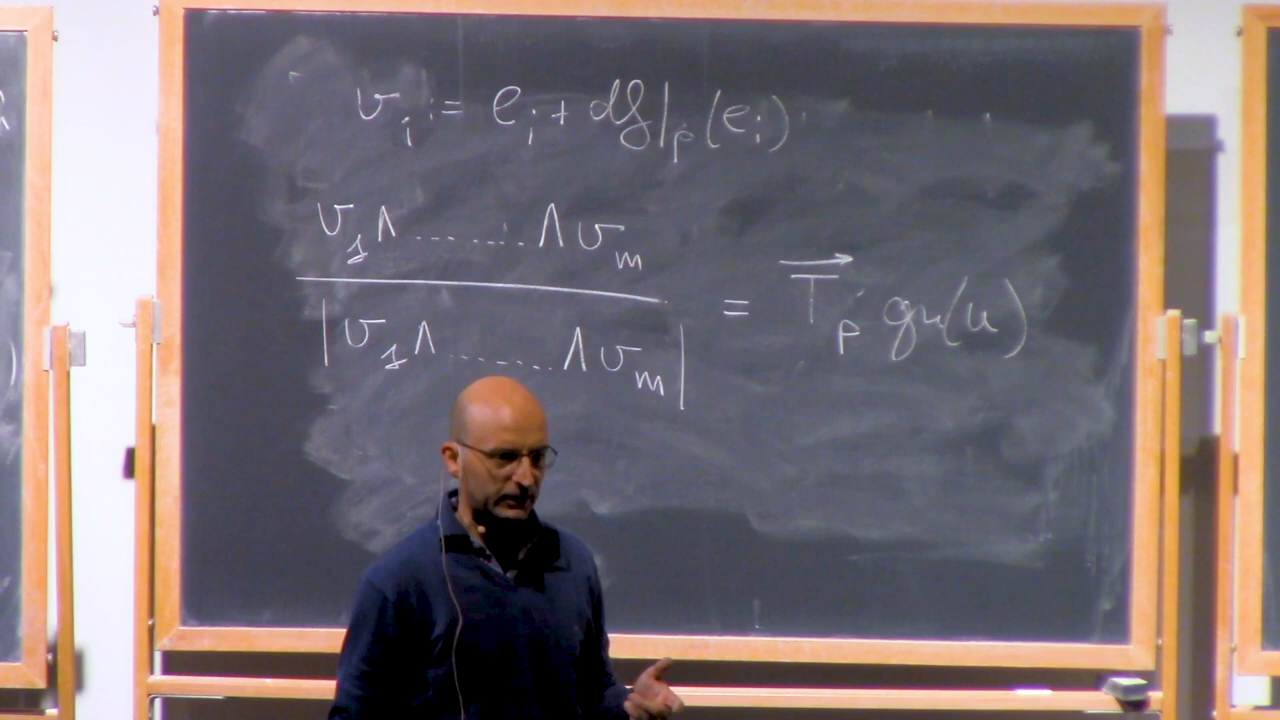 v_i := e_i + df|_p (e_i)
v_1 ∧ ........ ∧ v_m
|v_1 ∧ ........ ∧ v_m| = T⃗_p gr(u)